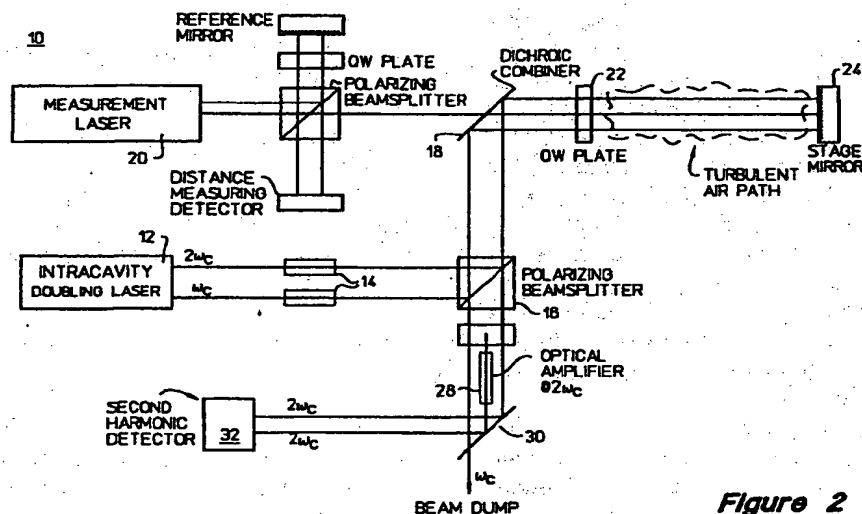 10
REFERENCE
MIRROR
QW PLATE
POLARIZING
BEAMSPLITTER
MEASUREMENT
LASER
20
DISTANCE
MEASURING
DETECTOR
DICHROIC
COMBINER
18
22
QW PLATE
24
STAGE
MIRROR
TURBULENT
AIR PATH
12
INTRACAVITY
DOUBLING LASER
2ωc
ωc
14
POLARIZING
BEAMSPLITTER
18
OPTICAL
AMPLIFIER
@2ωc
28
SECOND
HARMONIC
DETECTOR
32
2ωc
2ωc
30
ωc
BEAM DUMP
Figure 2